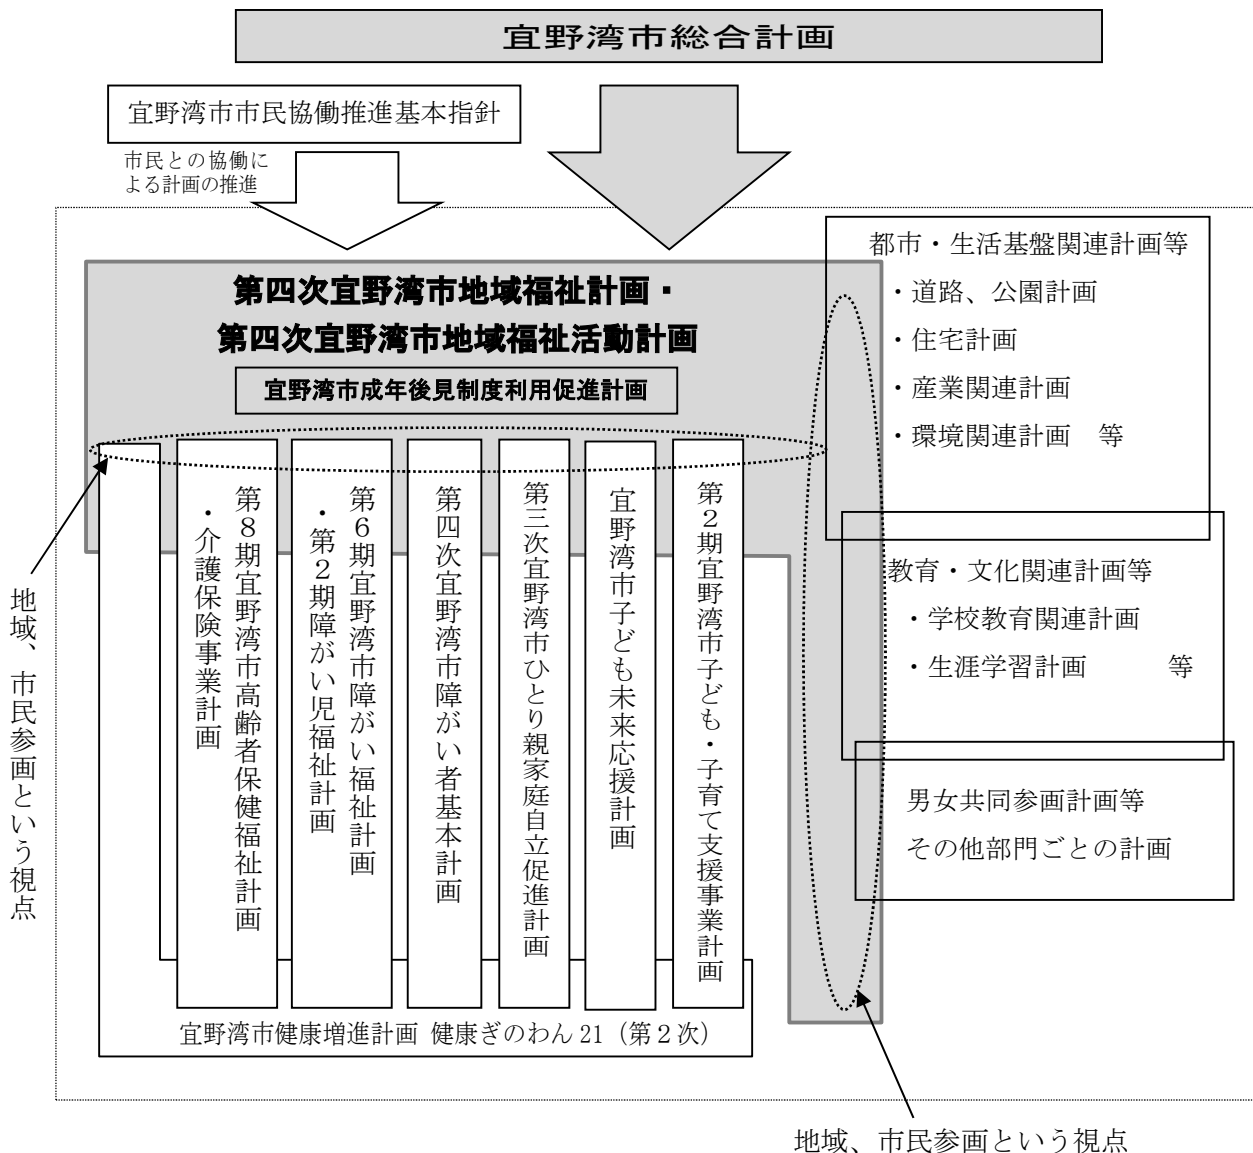 宜野湾市総合計画
宜野湾市市民協働推進基本指針
市民との協働に
よる計画の推進
第四次宜野湾市地域福祉計画・
第四次宜野湾市地域福祉活動計画
宜野湾市成年後見制度利用促進計画
都市・生活基盤関連計画等
・道路、公園計画
・住宅計画
・産業関連計画
・環境関連計画　等
教育・文化関連計画等
・学校教育関連計画
・生涯学習計画　　　等
男女共同参画計画等
その他部門ごとの計画
第８期宜野湾市高齢者保健福祉計画
・介護保険事業計画
第６期宜野湾市障がい福祉計画
・第２期障がい児福祉計画
第四次宜野湾市障がい者基本計画
第三次宜野湾市ひとり親家庭自立促進計画
宜野湾市子ども未来応援計画
第２期宜野湾市子ども・子育て支援事業計画
宜野湾市健康増進計画 健康ぎのわん 21（第２次）
地域、市民参画という視点
地域、市民参画という視点